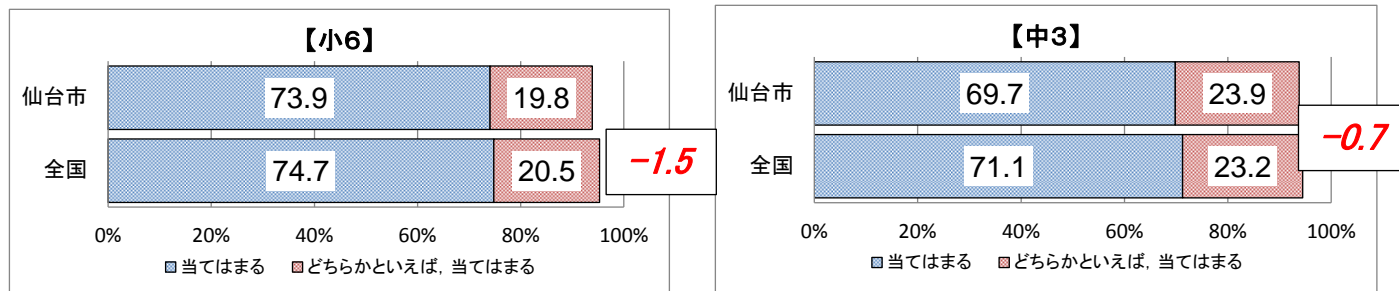 【小6】
仙台市 73.9 19.8
全国 74.7 20.5
-1.5
0% 20% 40% 60% 80% 100%
当てはまる どちらかといえば，当てはまる
【中3】
仙台市 69.7 23.9
全国 71.1 23.2
-0.7
0% 20% 40% 60% 80% 100%
当てはまる どちらかといえば，当てはまる